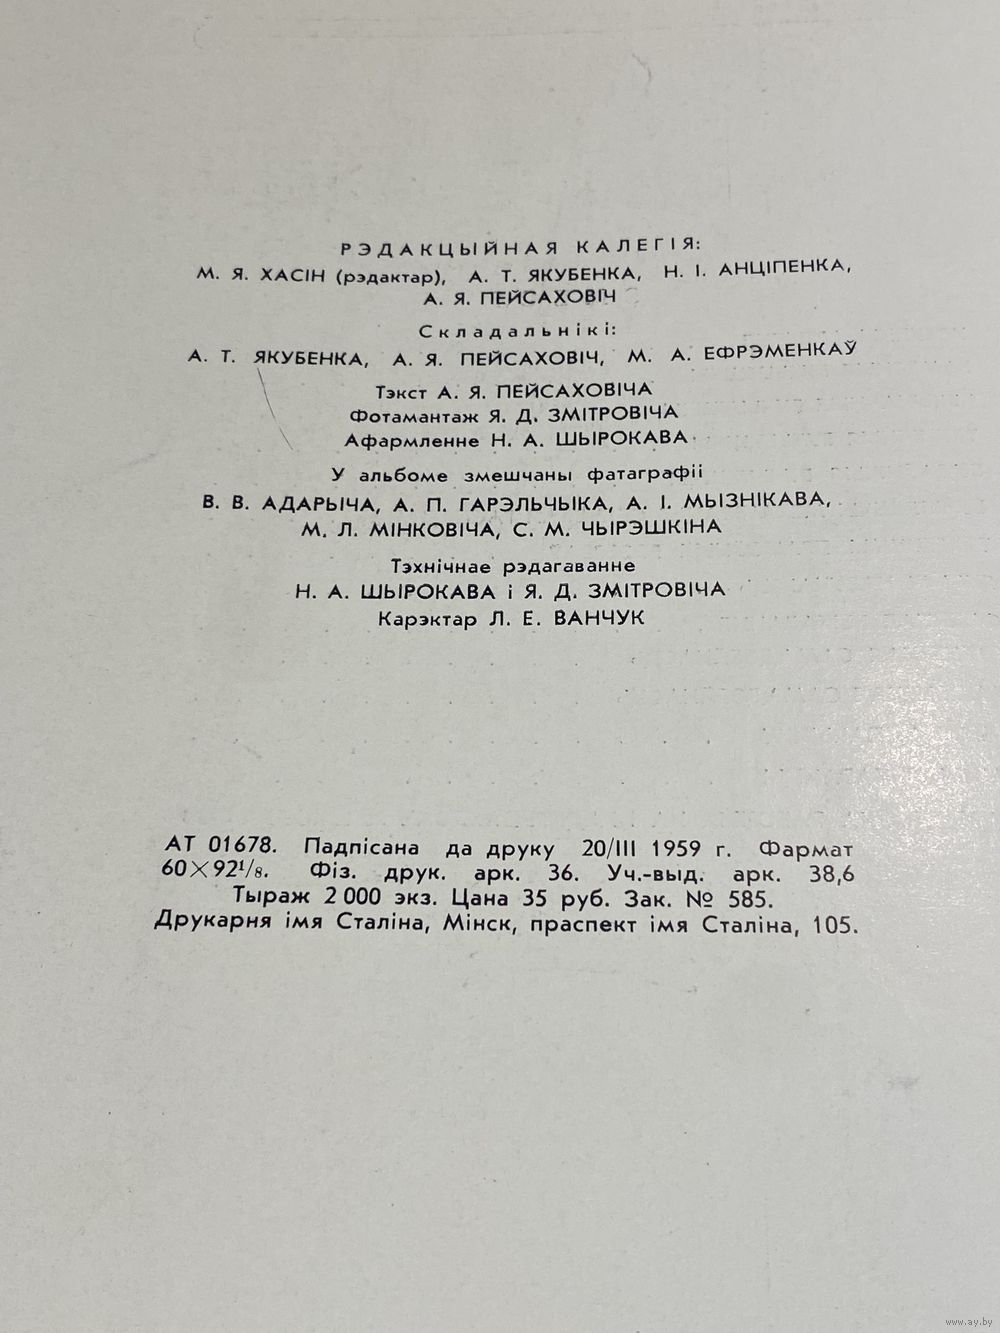 РЭДАКЦЫЙНАЯ КАЛЕГІЯ:
М. Я. ХАСІН (рэдактар), А. Т. ЯКУБЕНКА, Н. І. АНЦІПЕНКА,
А. Я. ПЕЙСАХОВІЧ
Складальнікі:
А. Т. ЯКУБЕНКА, А. Я. ПЕЙСАХОВІЧ, М. А. ЕФРЭМЕНКАЎ
Тэкст А. Я. ПЕЙСАХОВІЧА
Фотамантаж Я. Д. ЗМІТРОВІЧА
Афармленне Н. А. ШЫРОКАВА
У альбоме змешчаны фатаграфіі
В. В. АДАРЫЧА, А. П. ГАРЭЛЬЧЫКА, А. І. МЫЗНІКАВА,
М. Л. МІНКОВІЧА, С. М. ЧЫРЭШКІНА
Тэхнічнае рэдагаванне
Н. А. ШЫРОКАВА і Я. Д. ЗМІТРОВІЧА
Карэктар Л. Е. ВАНЧУК
АТ 01678. Падпісана да друку 20/III 1959 г. Фармат
60×92¹/₈. Фіз. друк. арк. 36. Уч.-выд. арк. 38,6
Тыраж 2 000 экз. Цана 35 руб. Зак. № 585.
Друкарня імя Сталіна, Мінск, праспект імя Сталіна, 105.
www.ay.by